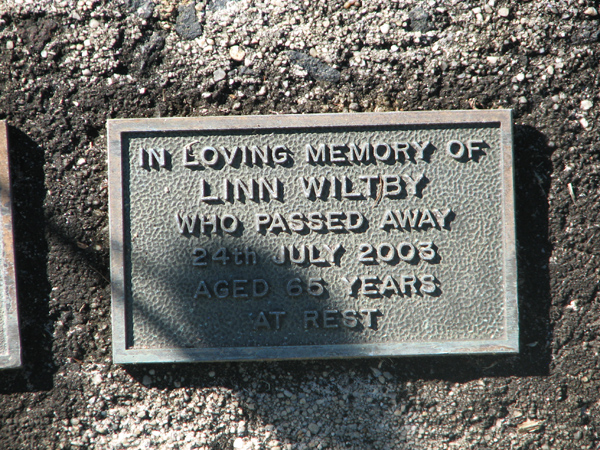 IN LOVING MEMORY OF
LINN WILTBY
WHO PASSED AWAY
24th JULY 2003
AGED 65 YEARS
AT REST